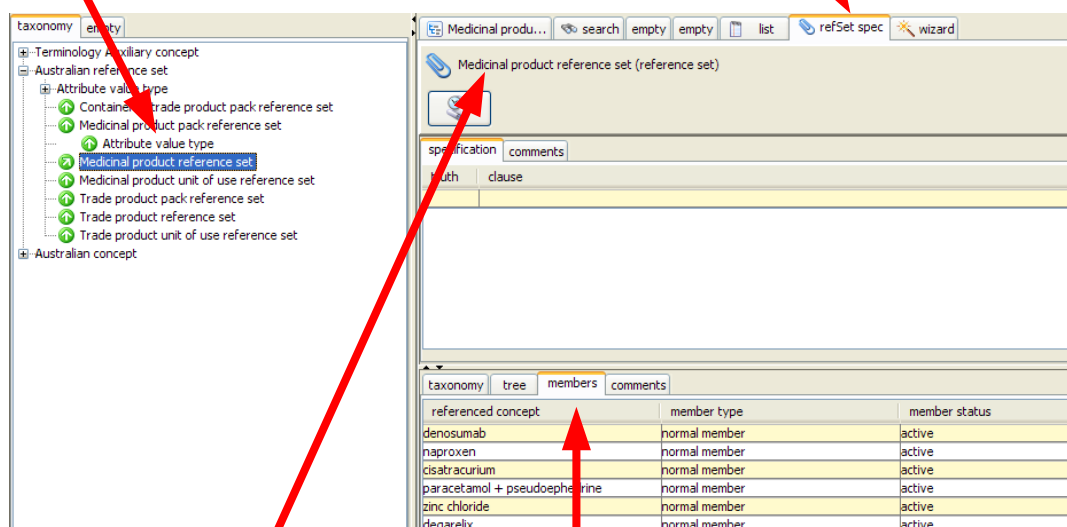 taxonomy empty
Terminology Auxiliary concept
Australian reference set
Attribute value type
Containered trade product pack reference set
Medicinal product pack reference set
Attribute value type
Medicinal product reference set
Medicinal product unit of use reference set
Trade product pack reference set
Trade product reference set
Trade product unit of use reference set
Australian concept
Medicinal produ... search empty empty list refSet spec wizard
Medicinal product reference set (reference set)
specification comments
truth clause
taxonomy tree members comments
referenced concept member type member status
denosumab normal member active
naproxen normal member active
cisatracurium normal member active
paracetamol + pseudoephedrine normal member active
zinc chloride normal member active
degarelix normal member active